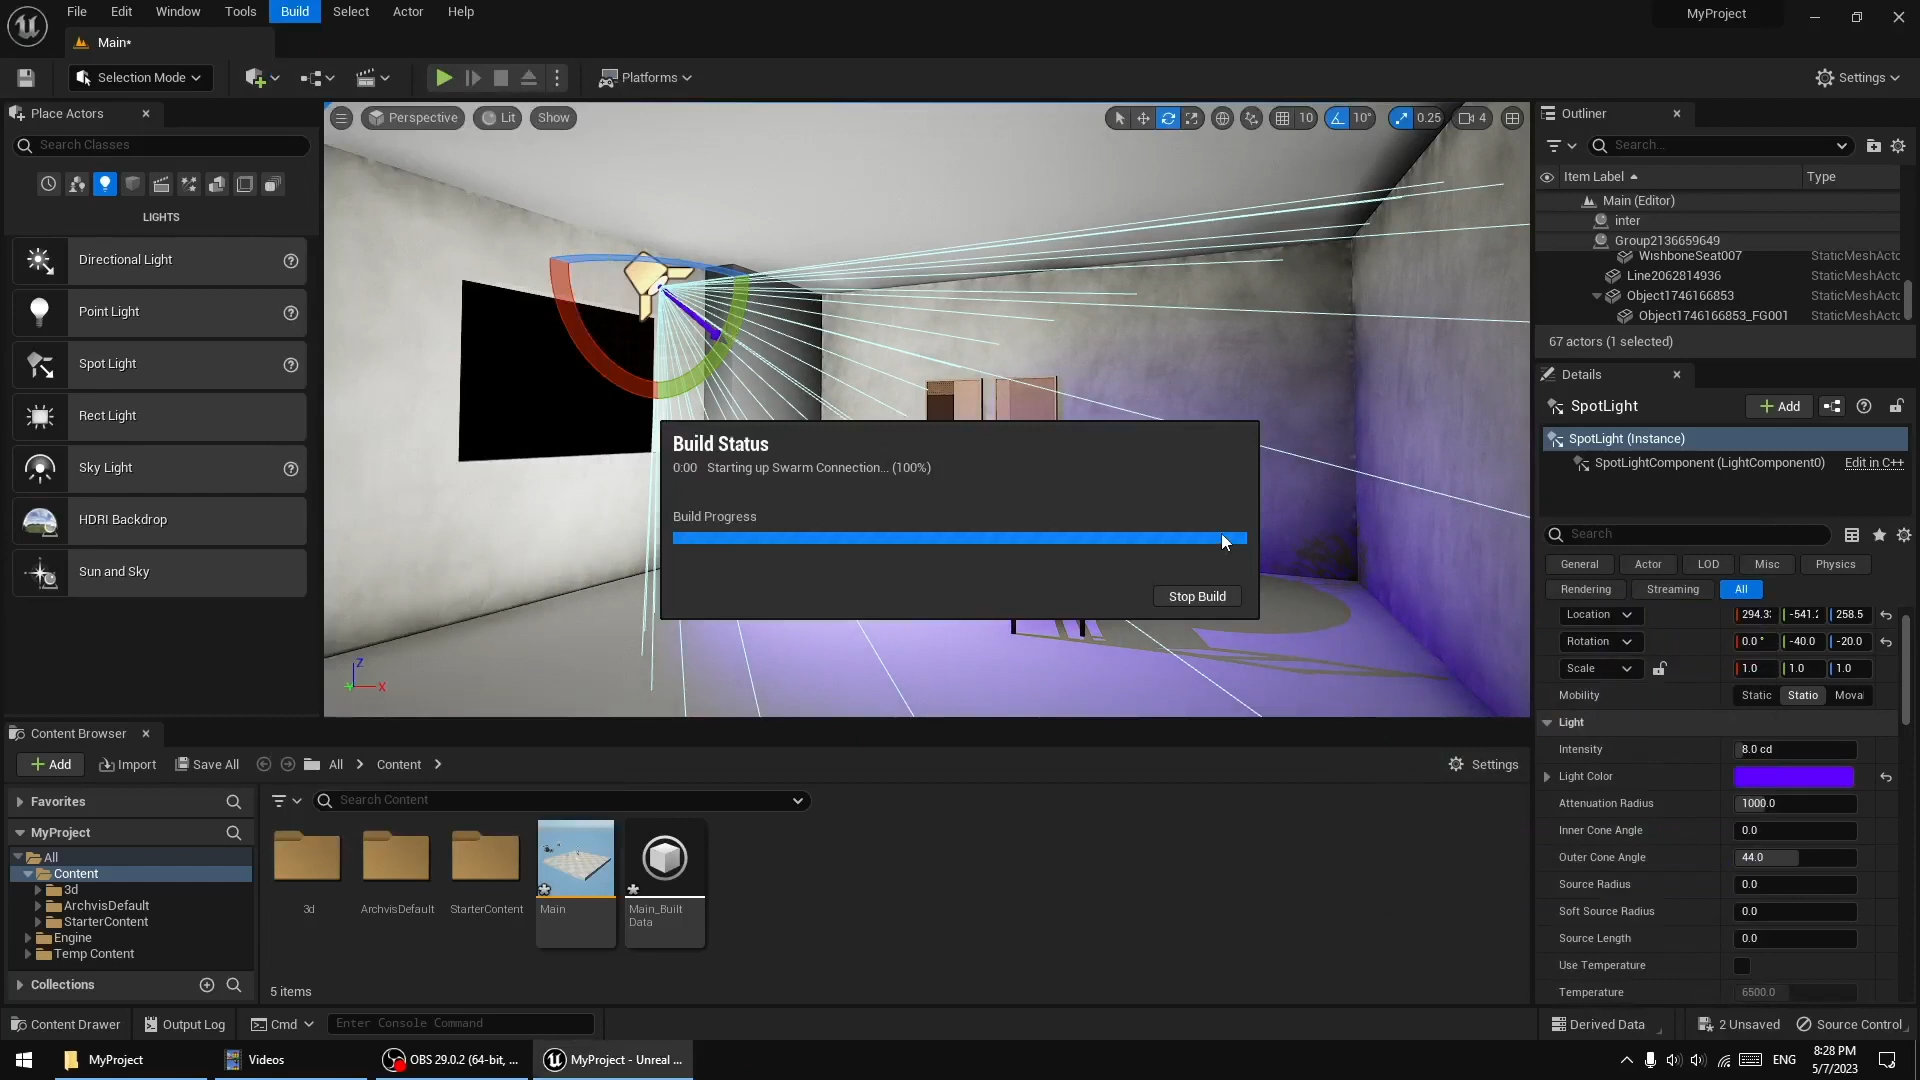 File Edit Window Tools Build Select Actor Help
MyProject
Main*
Selection Mode
Platforms
Settings
Place Actors
Search Classes
LIGHTS
Directional Light
Point Light
Spot Light
Rect Light
Sky Light
HDRI Backdrop
Sun and Sky
Perspective Lit Show
10 10° 0.25 4
Build Status
0:00 Starting up Swarm Connection... (100%)
Build Progress
Stop Build
Z
X
Outliner
Search...
Item Label Type
Main (Editor)
inter
Group2136659649
WishboneSeat007 StaticMeshActo
Line2062814936 StaticMeshActo
Object1746166853 StaticMeshActo
Object1746166853_FG001 StaticMeshActo
67 actors (1 selected)
Details
SpotLight Add
SpotLight (Instance)
SpotLightComponent (LightComponent0) Edit in C++
Search
General Actor LOD Misc Physics
Rendering Streaming All
Location 294.3 -541. 258.5
Rotation 0.0 ° -40.0 -20.0
Scale 1.0 1.0 1.0
Mobility Static Statio Moval
Light
Intensity 8.0 cd
Light Color
Attenuation Radius 1000.0
Inner Cone Angle 0.0
Outer Cone Angle 44.0
Source Radius 0.0
Soft Source Radius 0.0
Source Length 0.0
Use Temperature
Temperature 6500.0
Content Browser
Add Import Save All All Content Settings
Favorites
MyProject
All
Content
3d
ArchvisDefault
StarterContent
Engine
Temp Content
Collections
Search Content
3d
ArchvisDefault
StarterContent
Main
Main_Built
Data
5 items
Content Drawer Output Log Cmd Enter Console Command Derived Data 2 Unsaved Source Control
MyProject Videos OBS 29.0.2 (64-bit, ... MyProject - Unreal ... ENG
8:28 PM
5/7/2023